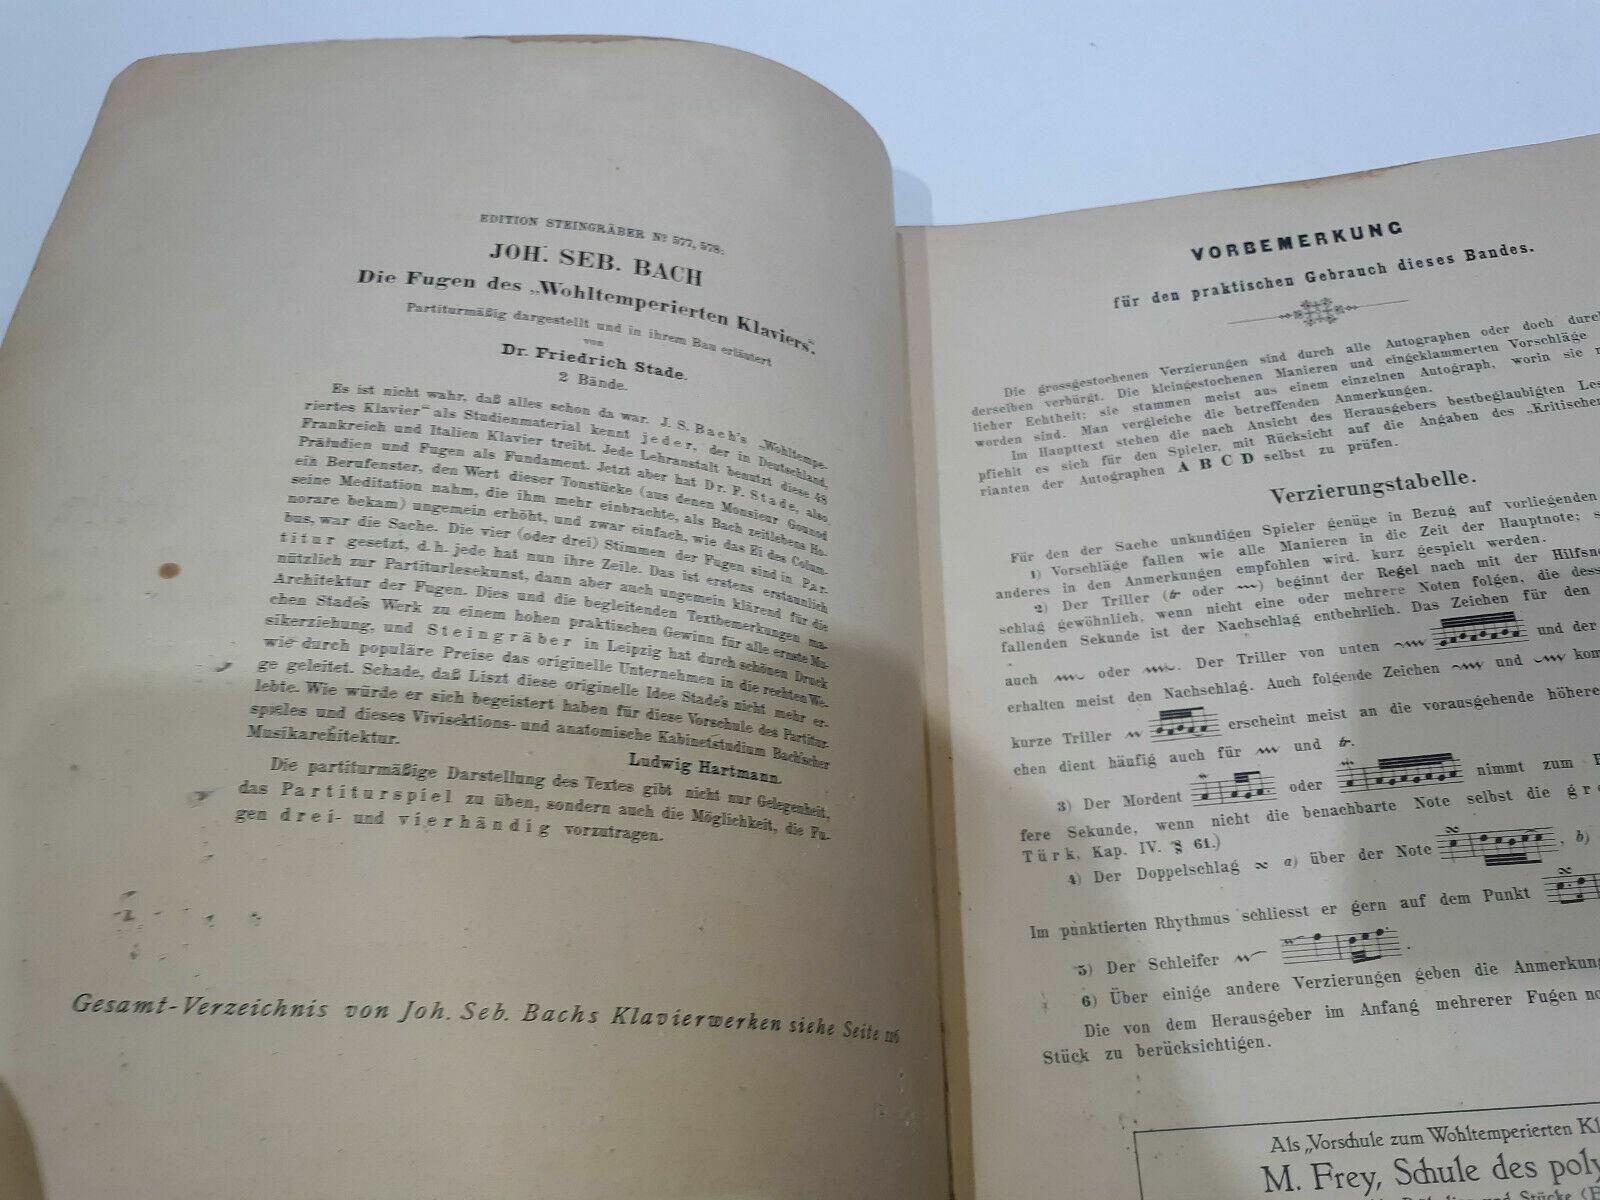 EDITION STEINGRÄBER Nº 577, 578:
JOH. SEB. BACH
Die Fugen des „Wohltemperierten Klaviers“.
Partiturmäßig dargestellt und in ihrem Bau erläutert
von
Dr. Friedrich Stade.
2 Bände.
Es ist nicht wahr, daß alles schon da war. J. S. Bach's „Wohltempe-
riertes Klavier“ als Studienmaterial kennt jeder, der in Deutschland,
Frankreich und Italien Klavier treibt. Jede Lehranstalt benutzt diese 48
Präludien und Fugen als Fundament. Jetzt aber hat Dr. F. Stade, also
ein Berufenster, den Wert dieser Tonstücke (aus denen Monsieur Gounod
seine Meditation nahm, die ihm mehr einbrachte, als Bach zeitlebens Ho-
norare bekam) ungemein erhöht, und zwar einfach, wie das Ei des Colum-
bus, war die Sache. Die vier (oder drei) Stimmen der Fugen sind in Par-
titur gesetzt, d.h. jede hat nun ihre Zeile. Das ist erstens erstaunlich
nützlich zur Partiturlesekunst, dann aber auch ungemein klärend für die
Architektur der Fugen. Dies und die begleitenden Textbemerkungen ma-
chen Stade's Werk zu einem hohen praktischen Gewinn für alle ernste Mu-
sikerziehung, und Steingräber in Leipzig hat durch schönen Druck
wie durch populäre Preise das originelle Unternehmen in die rechten We-
ge geleitet. Schade, daß Liszt diese originelle Idee Stade's nicht mehr er-
lebte. Wie würde er sich begeistert haben für diese Vorschule des Partitur-
spieles und dieses Vivisektions- und anatomische Kabinetstudium Bach'scher
Musikarchitektur.
Ludwig Hartmann.
Die partiturmäßige Darstellung des Textes gibt nicht nur Gelegenheit,
das Partiturspiel zu üben, sondern auch die Möglichkeit, die Fu-
gen drei- und vierhändig vorzutragen.
Gesamt-Verzeichnis von Joh. Seb. Bachs Klavierwerken siehe Seite 116
VORBEMERKUNG
für den praktischen Gebrauch dieses Bandes.
Die grossgestochenen Verzierungen sind durch alle Autographen oder doch durch
derselben verbürgt. Die kleingestochenen Manieren und eingeklammerten Vorschläge
licher Echtheit; sie stammen meist aus einem einzelnen Autograph, worin sie
worden sind. Man vergleiche die betreffenden Anmerkungen.
Im Haupttext stehen die nach Ansicht des Herausgebers bestbeglaubigten
pfiehlt es sich für den Spieler, mit Rücksicht auf die Angaben des „Kritischen
rianten der Autographen A B C D selbst zu prüfen.
Verzierungstabelle.
Für den der Sache unkundigen Spieler genüge in Bezug auf vorliegenden
1) Vorschläge fallen wie alle Manieren in die Zeit der Hauptnote;
anderes in den Anmerkungen empfohlen wird, kurz gespielt werden.
2) Der Triller (tr oder) beginnt der Regel nach mit der
schlag gewöhnlich, wenn nicht eine oder mehrere Noten folgen, die
fallenden Sekunde ist der Nachschlag entbehrlich. Das Zeichen für den
auch oder . Der Triller von unten und der
erhalten meist den Nachschlag. Auch folgende Zeichen und
kurze Triller erscheint meist an die vorausgehende höhere
chen dient häufig auch für und tr.
3) Der Mordent oder nimmt zum
fere Sekunde, wenn nicht die benachbarte Note selbst die
Türk, Kap. IV. § 61.)
4) Der Doppelschlag a) über der Note , b)
Im punktierten Rhythmus schliesst er gern auf dem Punkt
5) Der Schleifer .
6) Über einige andere Verzierungen geben die
Die von dem Herausgeber im Anfang mehrerer Fugen
Stück zu berücksichtigen.
Als „Vorschule zum Wohltemperierten
M. Frey, Schule des
und Stücke